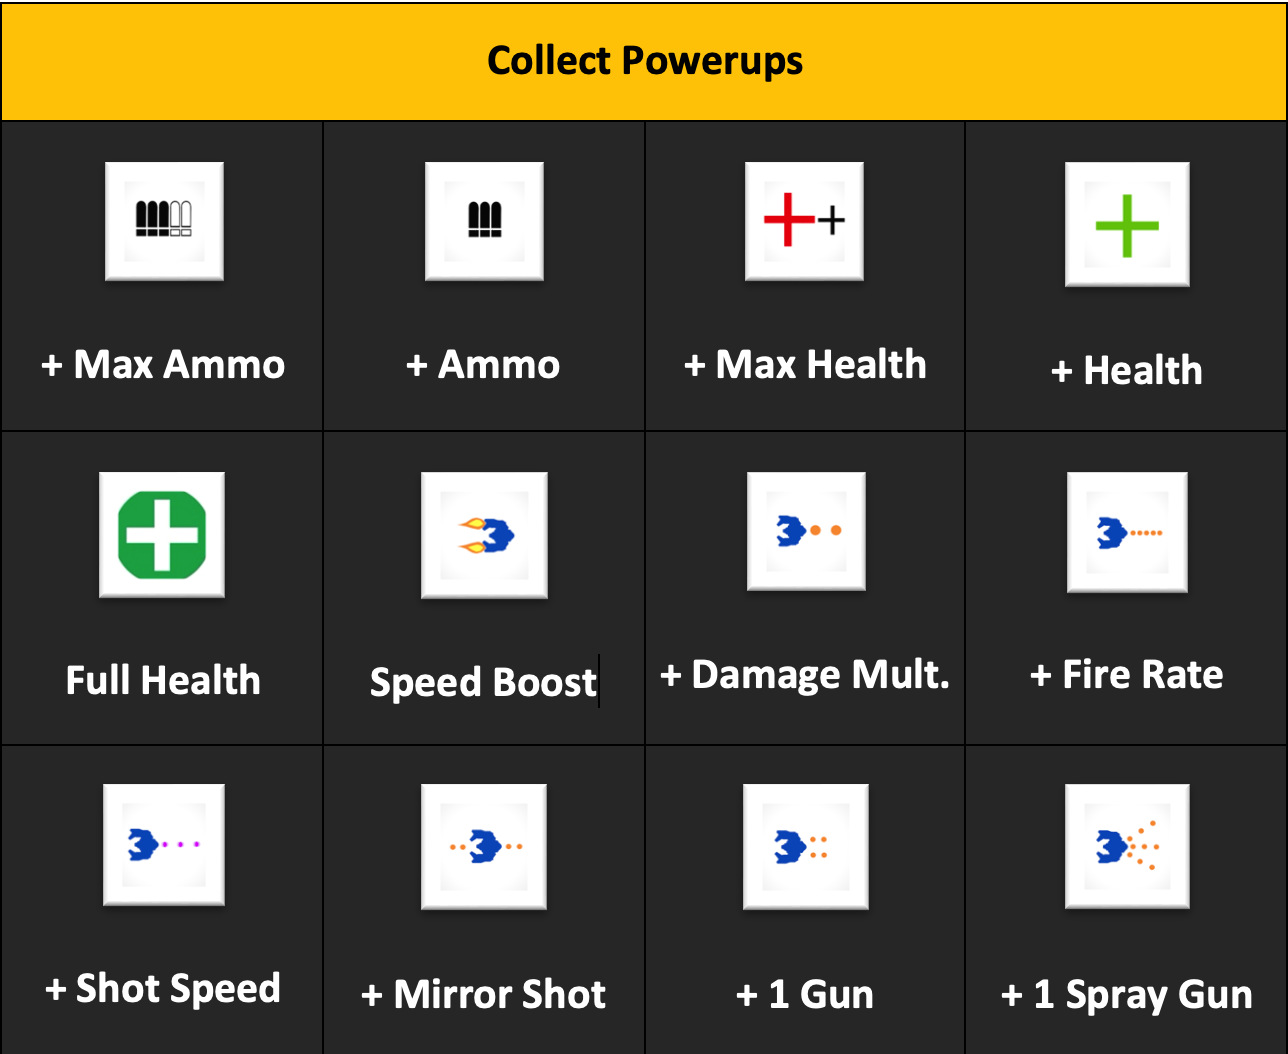 Collect Powerups
+ Max Ammo
+ Ammo
+ Max Health
+ Health
Full Health
Speed Boost
+ Damage Mult.
+ Fire Rate
+ Shot Speed
+ Mirror Shot
+ 1 Gun
+ 1 Spray Gun